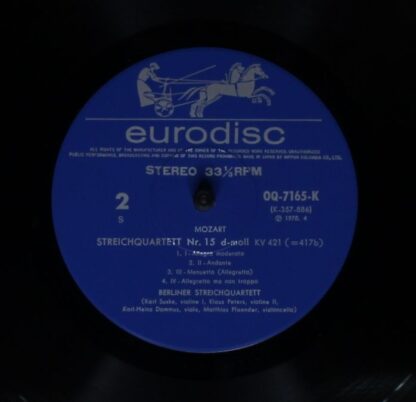 eurodisc
ALL RIGHTS OF THE MANUFACTURER AND OF THE OWNER OF THE RECORDED WORK RESERVED UNAUTHORIZED
PUBLIC PERFORMANCE, BROADCASTING AND COPYING OF THIS RECORD PROHIBITED. MADE IN JAPAN BY NIPPON COLUMBIA CO., LTD.
STEREO 33⅓RPM
2
S
OQ-7165-K
(K-357-886)
Ⓟ 1978. 4
MOZART
STREICHQUARTETT Nr. 15 d-moll KV 421 (=417b)
1. I-Allegro moderato
2. II-Andante
3. III-Menuetto (Allegretto)
4. IV-Allegretto ma non troppo
BERLINER STREICHQUARTETT
(Karl Suske, violine I, Klaus Peters, violine II,
Karl-Heinz Dommus, viola, Matthias Pfaender, violoncello)